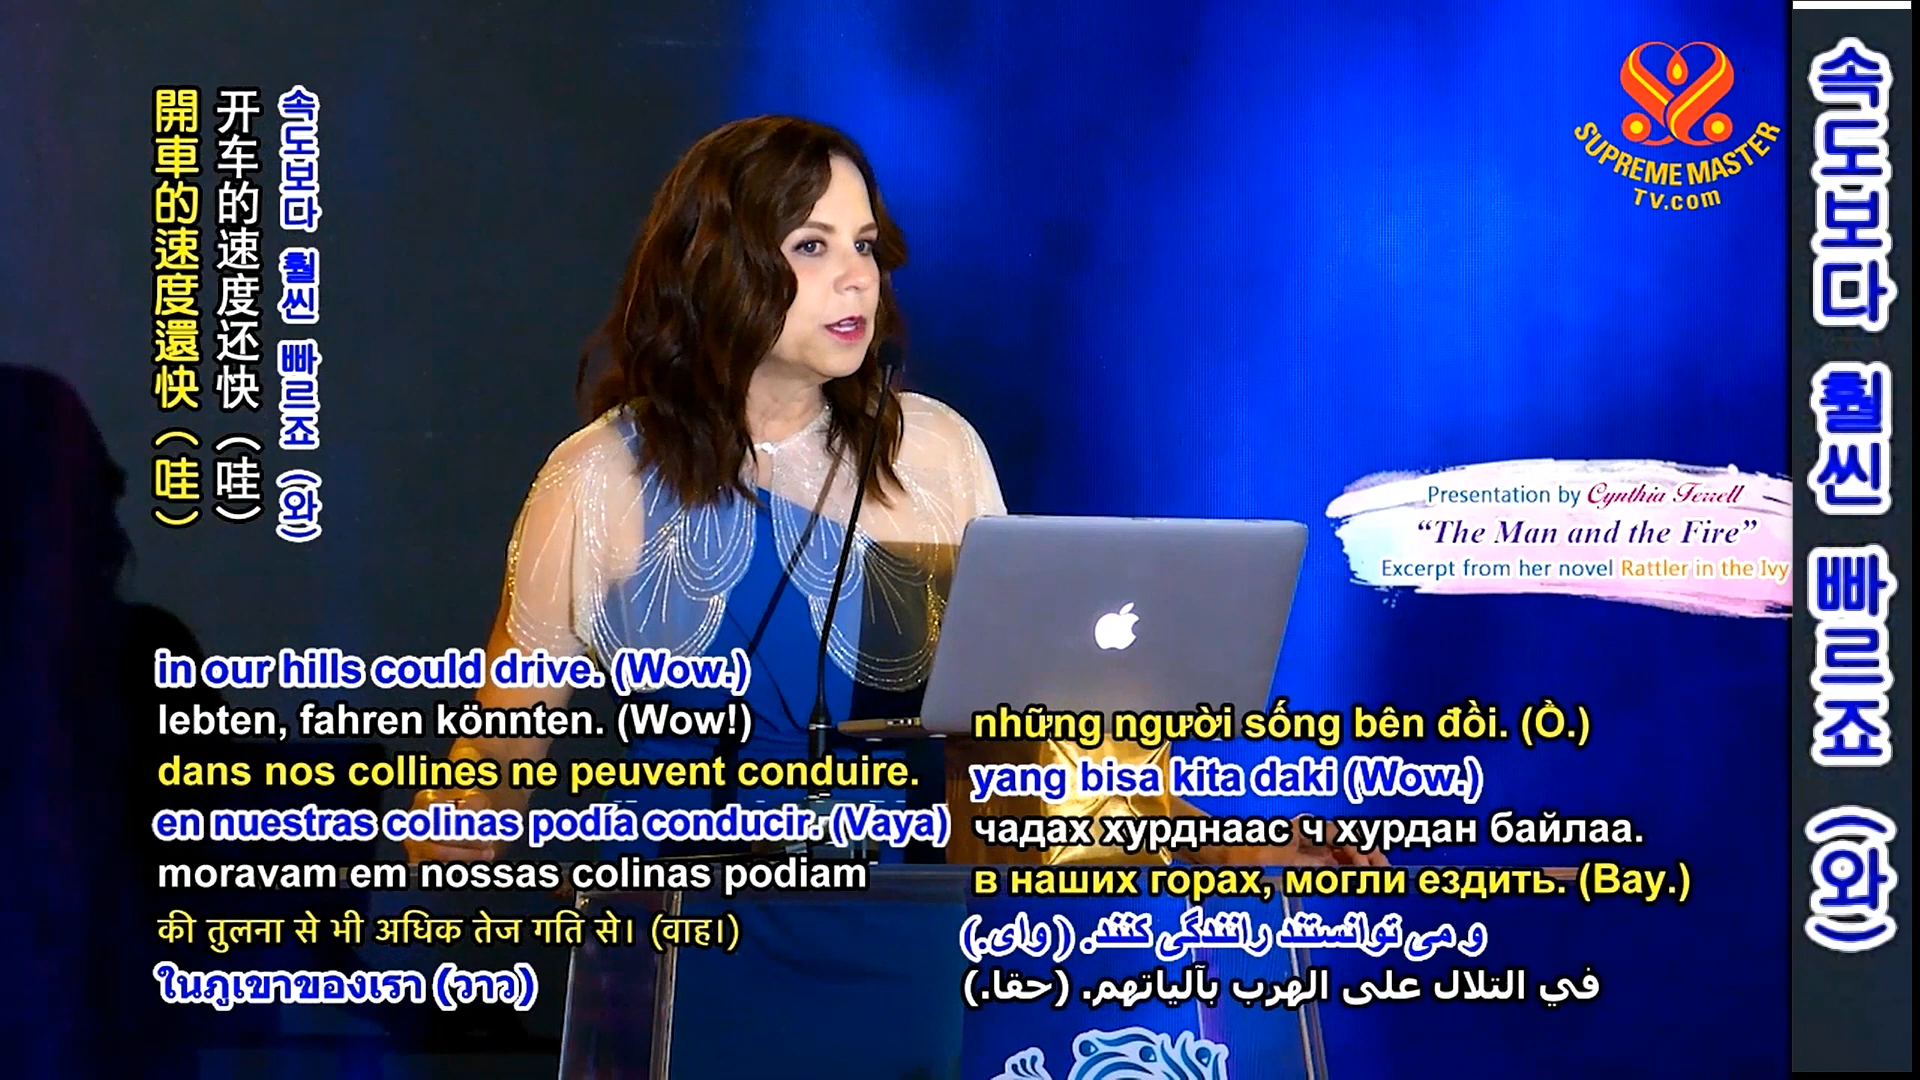 開車的速度還快（哇）
开车的速度还快（哇）
속도보다 훨씬 빠르죠 (와)
SUPREME MASTER
TV.com
속도보다 훨씬 빠르죠 (와)
Presentation by Cynthia Ferrell
“The Man and the Fire”
Excerpt from her novel Rattler in the Ivy
in our hills could drive. (Wow.)
lebten, fahren könnten. (Wow!)
dans nos collines ne peuvent conduire.
en nuestras colinas podía conducir. (Vaya)
moravam em nossas colinas podiam
की तुलना से भी अधिक तेज गति से। (वाह।)
ในภูเขาของเรา (วาว)
những người sống bên đồi. (Ồ.)
yang bisa kita daki (Wow.)
чадах хурднаас ч хурдан байлаа.
в наших горах, могли ездить. (Вау.)
و می توانستند رانندگی کنند. (وای.)
في التلال على الهرب بآلياتهم. (حقا.)